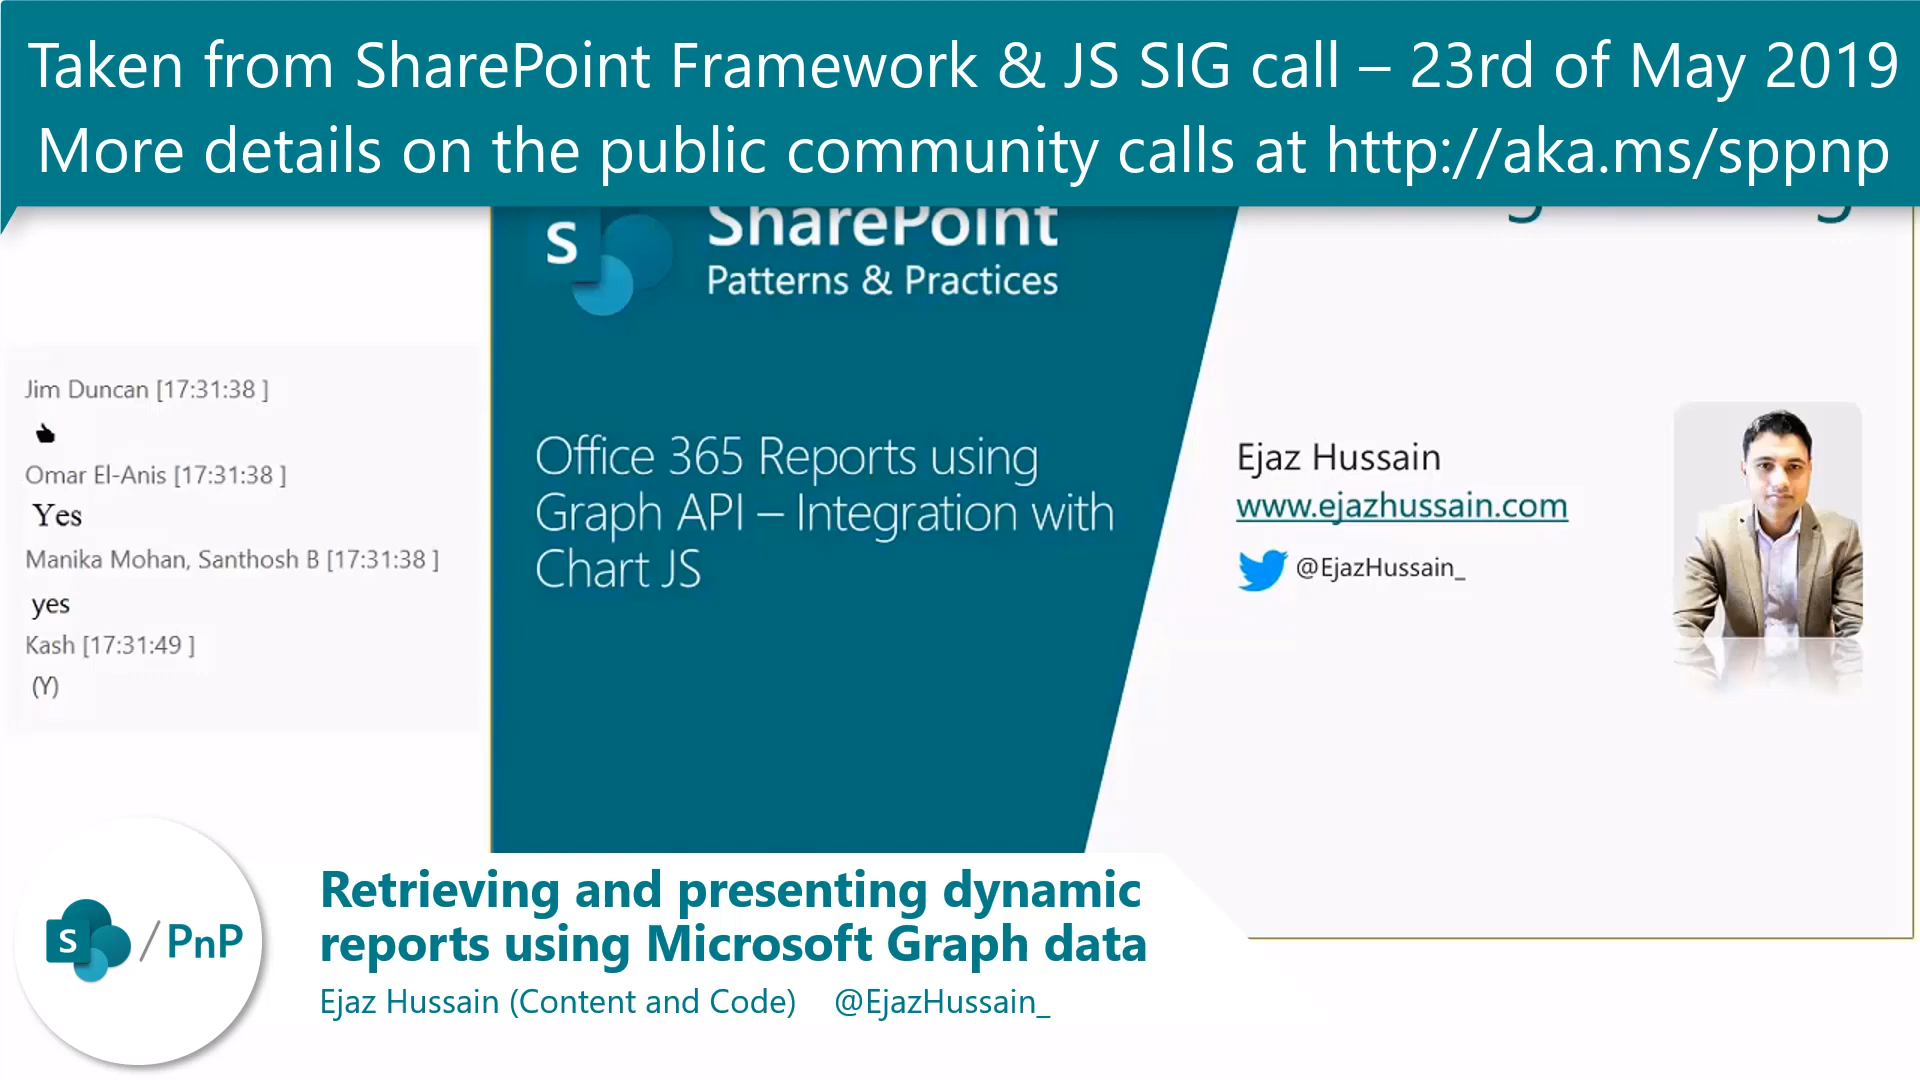 Taken from SharePoint Framework & JS SIG call – 23rd of May 2019
More details on the public community calls at http://aka.ms/sppnp
S
SharePoint
Patterns & Practices
Jim Duncan [17:31:38 ]
Omar El-Anis [17:31:38 ]
Yes
Manika Mohan, Santhosh B [17:31:38 ]
yes
Kash [17:31:49 ]
(Y)
Office 365 Reports using
Graph API – Integration with
Chart JS
Ejaz Hussain
www.ejazhussain.com
@EjazHussain_
S / PnP
Retrieving and presenting dynamic
reports using Microsoft Graph data
Ejaz Hussain (Content and Code) @EjazHussain_